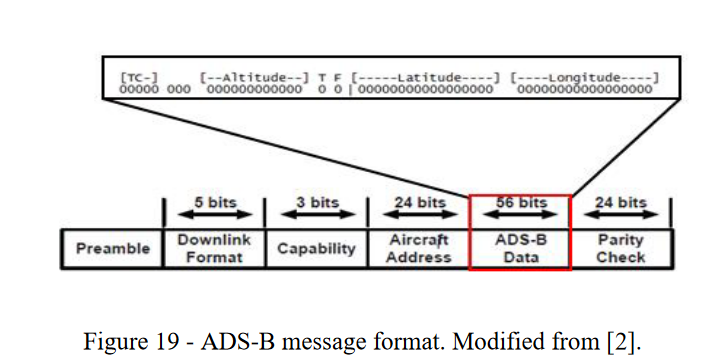 [TC-] [--Altitude--] T F [-----Latitude----] [----Longitude----]
00000 000 000000000000 0 0 | 00000000000000000 00000000000000000
5 bits 3 bits 24 bits 56 bits 24 bits
Preamble Downlink Format Capability Aircraft Address ADS-B Data Parity Check
Figure 19 - ADS-B message format. Modified from [2].